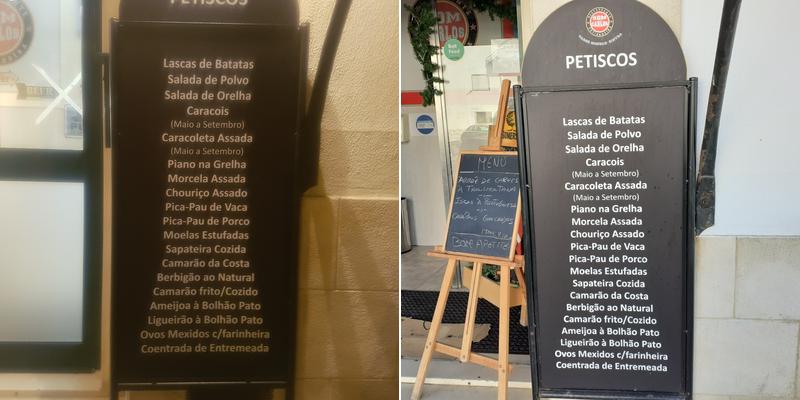 PETISCOS
Lascas de Batatas
Salada de Polvo
Salada de Orelha
Caracois
(Maio a Setembro)
Caracoleta Assada
(Maio a Setembro)
Piano na Grelha
Morcela Assada
Chouriço Assado
Pica-Pau de Vaca
Pica-Pau de Porco
Moelas Estufadas
Sapateira Cozida
Camarão da Costa
Berbigão ao Natural
Camarão frito/Cozido
Ameijoa à Bolhão Pato
Ligueirão à Bolhão Pato
Ovos Mexidos c/farinheira
Coentrada de Entremeada
MENU
À TRANSMONTANA
BOM APETITE
PETISCOS
Lascas de Batatas
Salada de Polvo
Salada de Orelha
Caracois
(Maio a Setembro)
Caracoleta Assada
(Maio a Setembro)
Piano na Grelha
Morcela Assada
Chouriço Assado
Pica-Pau de Vaca
Pica-Pau de Porco
Moelas Estufadas
Sapateira Cozida
Camarão da Costa
Berbigão ao Natural
Camarão frito/Cozido
Ameijoa à Bolhão Pato
Ligueirão à Bolhão Pato
Ovos Mexidos c/farinheira
Coentrada de Entremeada